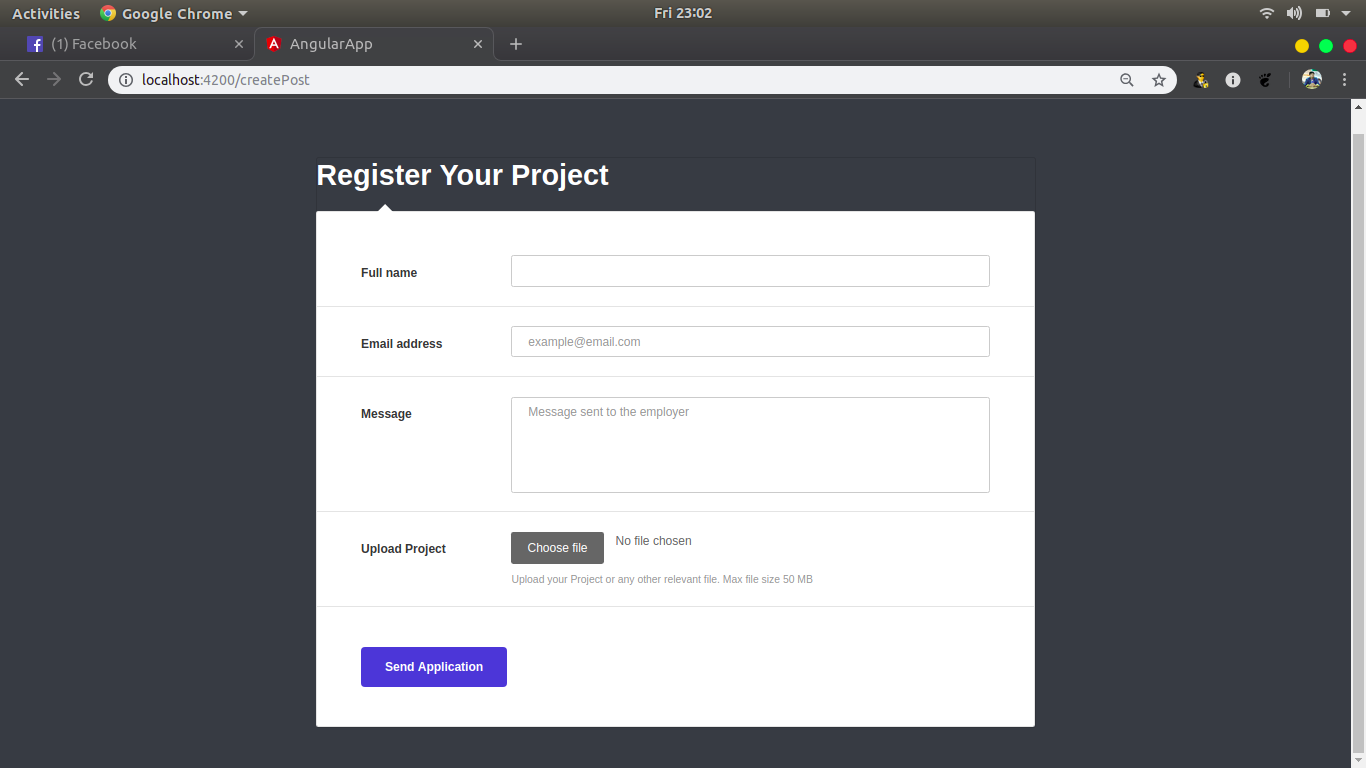 Activities Google Chrome Fri 23:02
(1) Facebook AngularApp
localhost:4200/createPost
Register Your Project
Full name
Email address example@email.com
Message Message sent to the employer
Upload Project Choose file No file chosen
Upload your Project or any other relevant file. Max file size 50 MB
Send Application